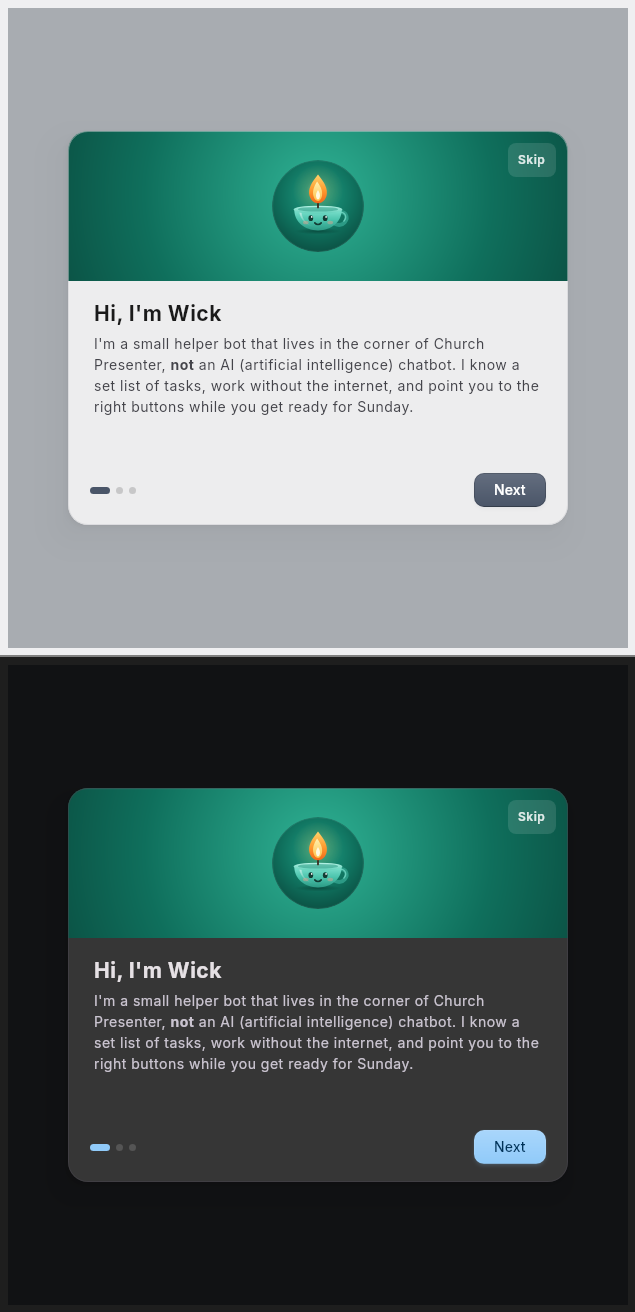 Skip
Hi, I'm Wick
I'm a small helper bot that lives in the corner of Church
Presenter, not an AI (artificial intelligence) chatbot. I know a
set list of tasks, work without the internet, and point you to the
right buttons while you get ready for Sunday.
Next
Skip
Hi, I'm Wick
I'm a small helper bot that lives in the corner of Church
Presenter, not an AI (artificial intelligence) chatbot. I know a
set list of tasks, work without the internet, and point you to the
right buttons while you get ready for Sunday.
Next